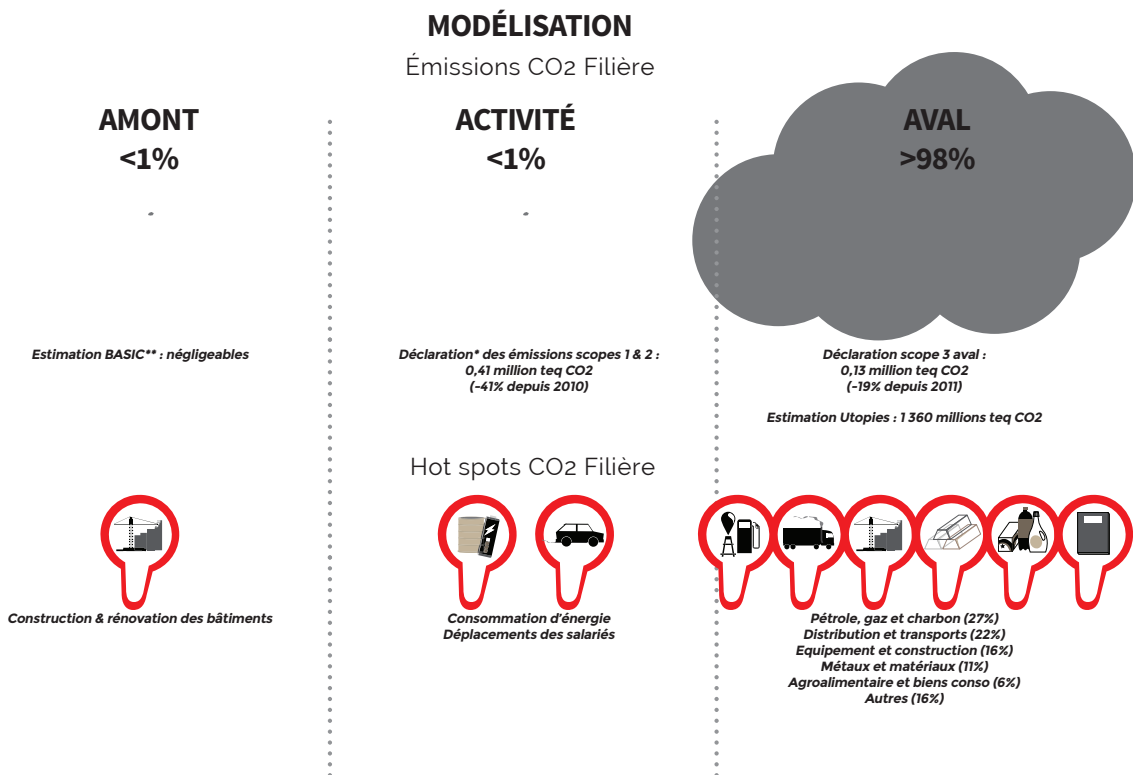 MODÉLISATION
Émissions CO2 Filière
AMONT
<1%
ACTIVITÉ
<1%
AVAL
>98%
Estimation BASIC** : négligeables
Déclaration* des émissions scopes 1 & 2 :
0,41 million teq CO2
(-41% depuis 2010)
Déclaration scope 3 aval :
0,13 million teq CO2
(-19% depuis 2011)
Estimation Utopies : 1 360 millions teq CO2
Hot spots CO2 Filière
Construction & rénovation des bâtiments
Consommation d'énergie
Déplacements des salariés
Pétrole, gaz et charbon (27%)
Distribution et transports (22%)
Equipement et construction (16%)
Métaux et matériaux (11%)
Agroalimentaire et biens conso (6%)
Autres (16%)